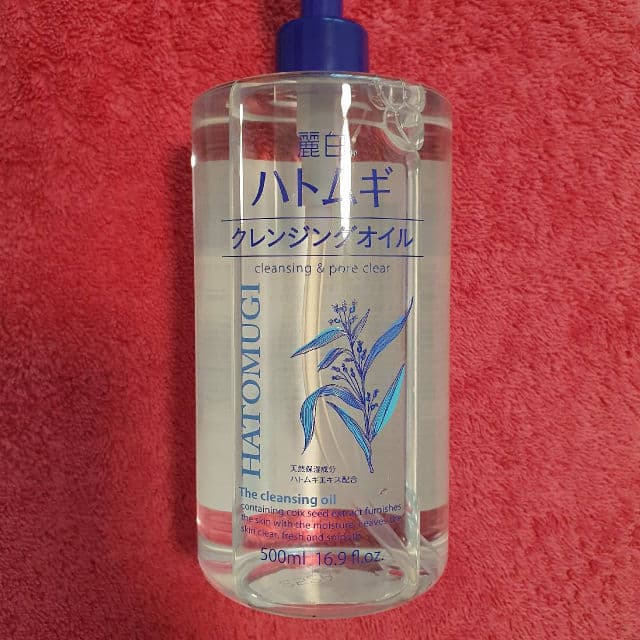 麗白
ハトムギ
クレンジングオイル
cleansing & pore clear
HATOMUGI
天然保湿成分
ハトムギエキス配合
The cleansing oil
containing coix seed extract furnishes
the skin with the moisture, leaves the
skin clear, fresh and
500ml 16.9 fl.oz.